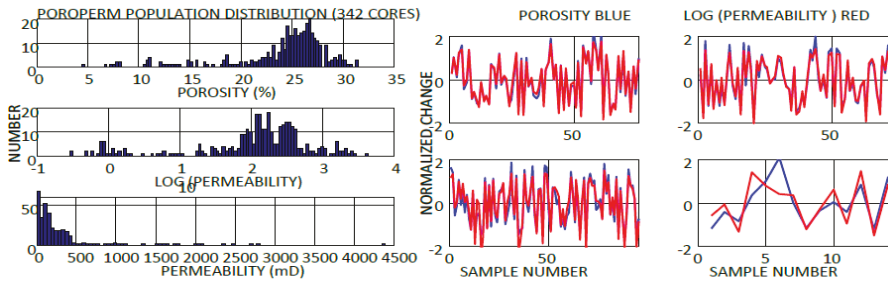 POROPERM POPULATION DISTRIBUTION (342 CORES)
20
10
0
0 5 10 15 20 25 30 35
POROSITY (%)
NUMBER
20
10
0
-1 0 1 2 3 4
LOG (PERMEABILITY)
10
50
0
0 500 1000 1500 2000 2500 3000 3500 4000 4500
PERMEABILITY (mD)
POROSITY BLUE
LOG (PERMEABILITY ) RED
NORMALIZED CHANGE
2
0
-2
0 50
2
0
-2
0 50
2
0
-2
0 50
SAMPLE NUMBER
2
0
-2
0 5 10
SAMPLE NUMBER